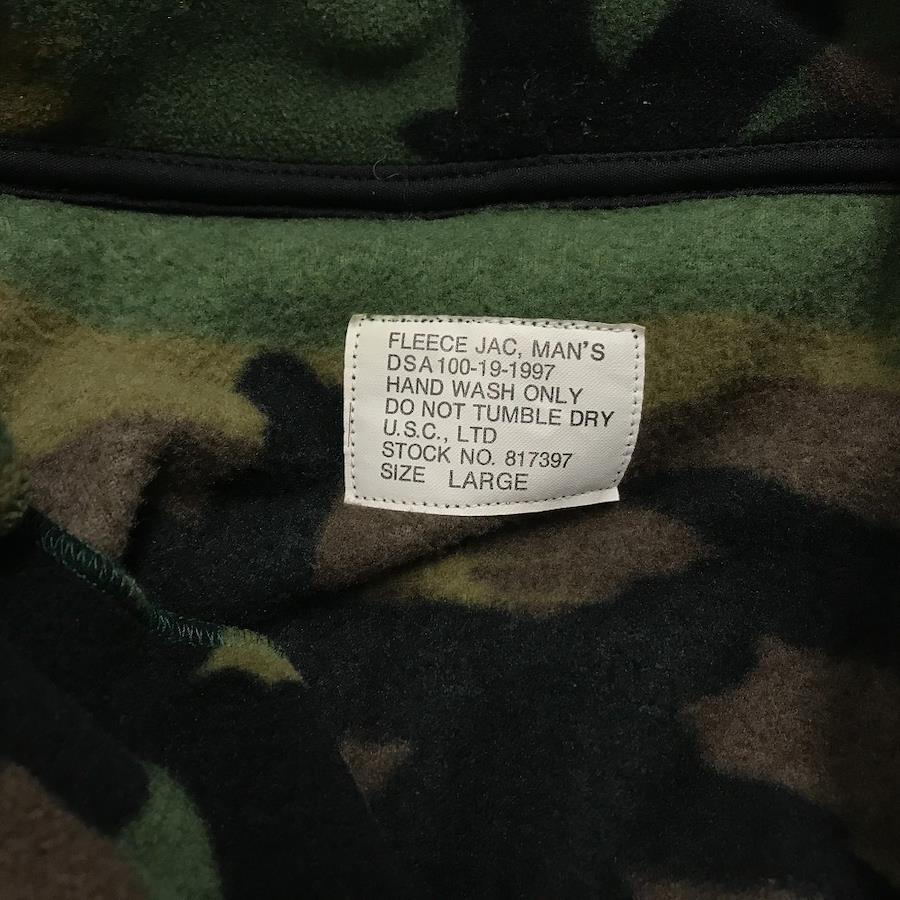 FLEECE JAC, MAN'S
DSA100-19-1997
HAND WASH ONLY
DO NOT TUMBLE DRY
U.S.C., LTD
STOCK NO. 817397
SIZE LARGE